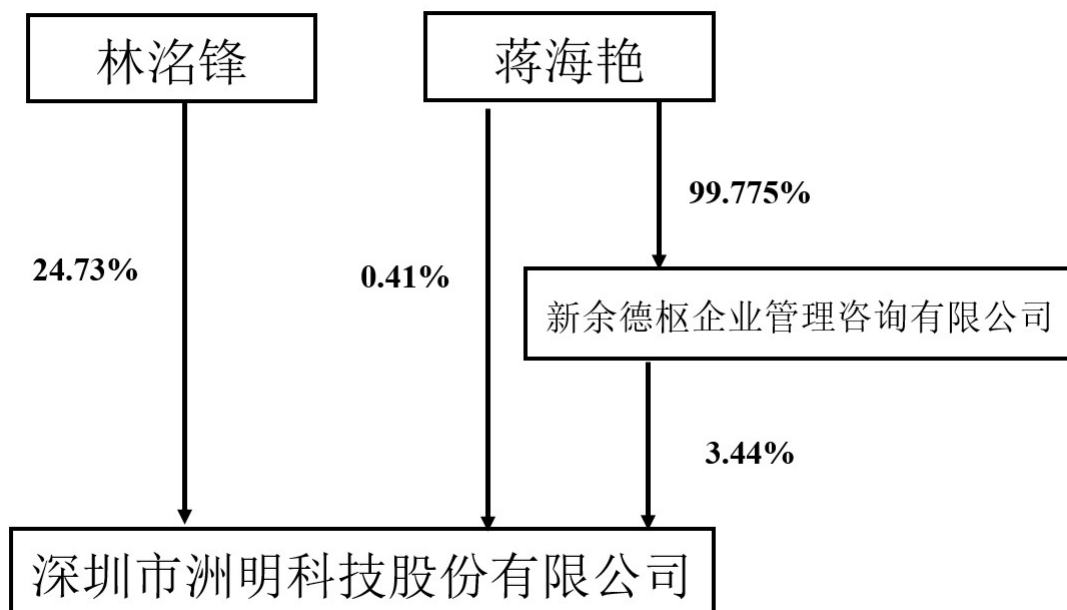 林洺锋
蒋海艳
99.775%
24.73%
0.41%
新余德枢企业管理咨询有限公司
3.44%
深圳市洲明科技股份有限公司